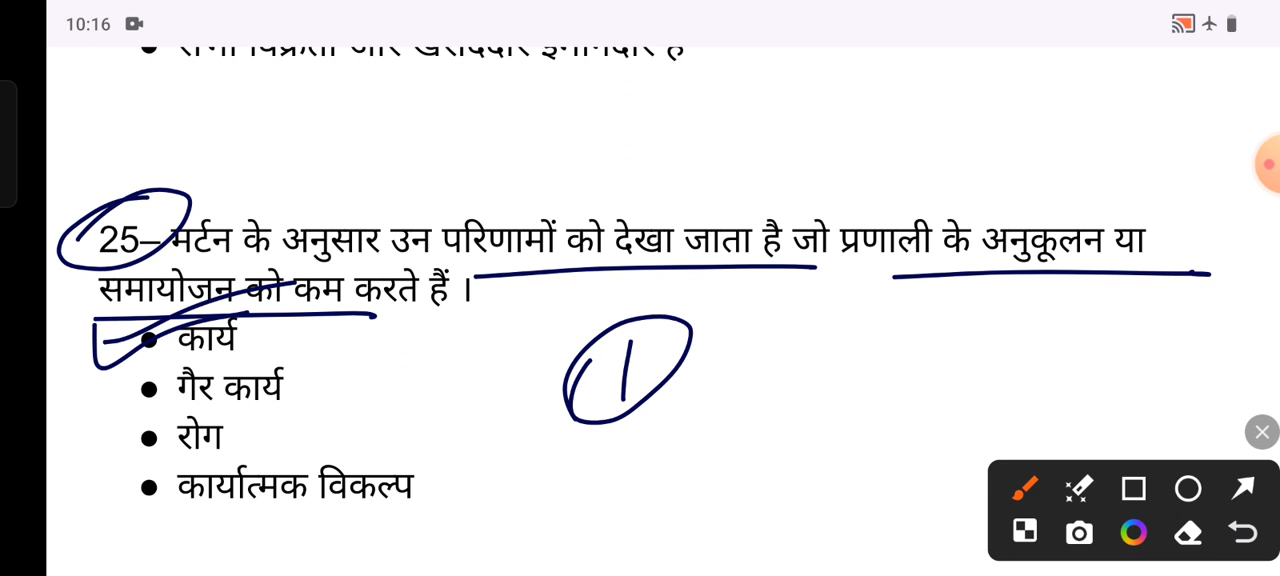 10:16
25– मर्टन के अनुसार उन परिणामों को देखा जाता है जो प्रणाली के अनुकूलन या
समायोजन को कम करते हैं ।
● कार्य
1
● गैर कार्य
● रोग
● कार्यात्मक विकल्प